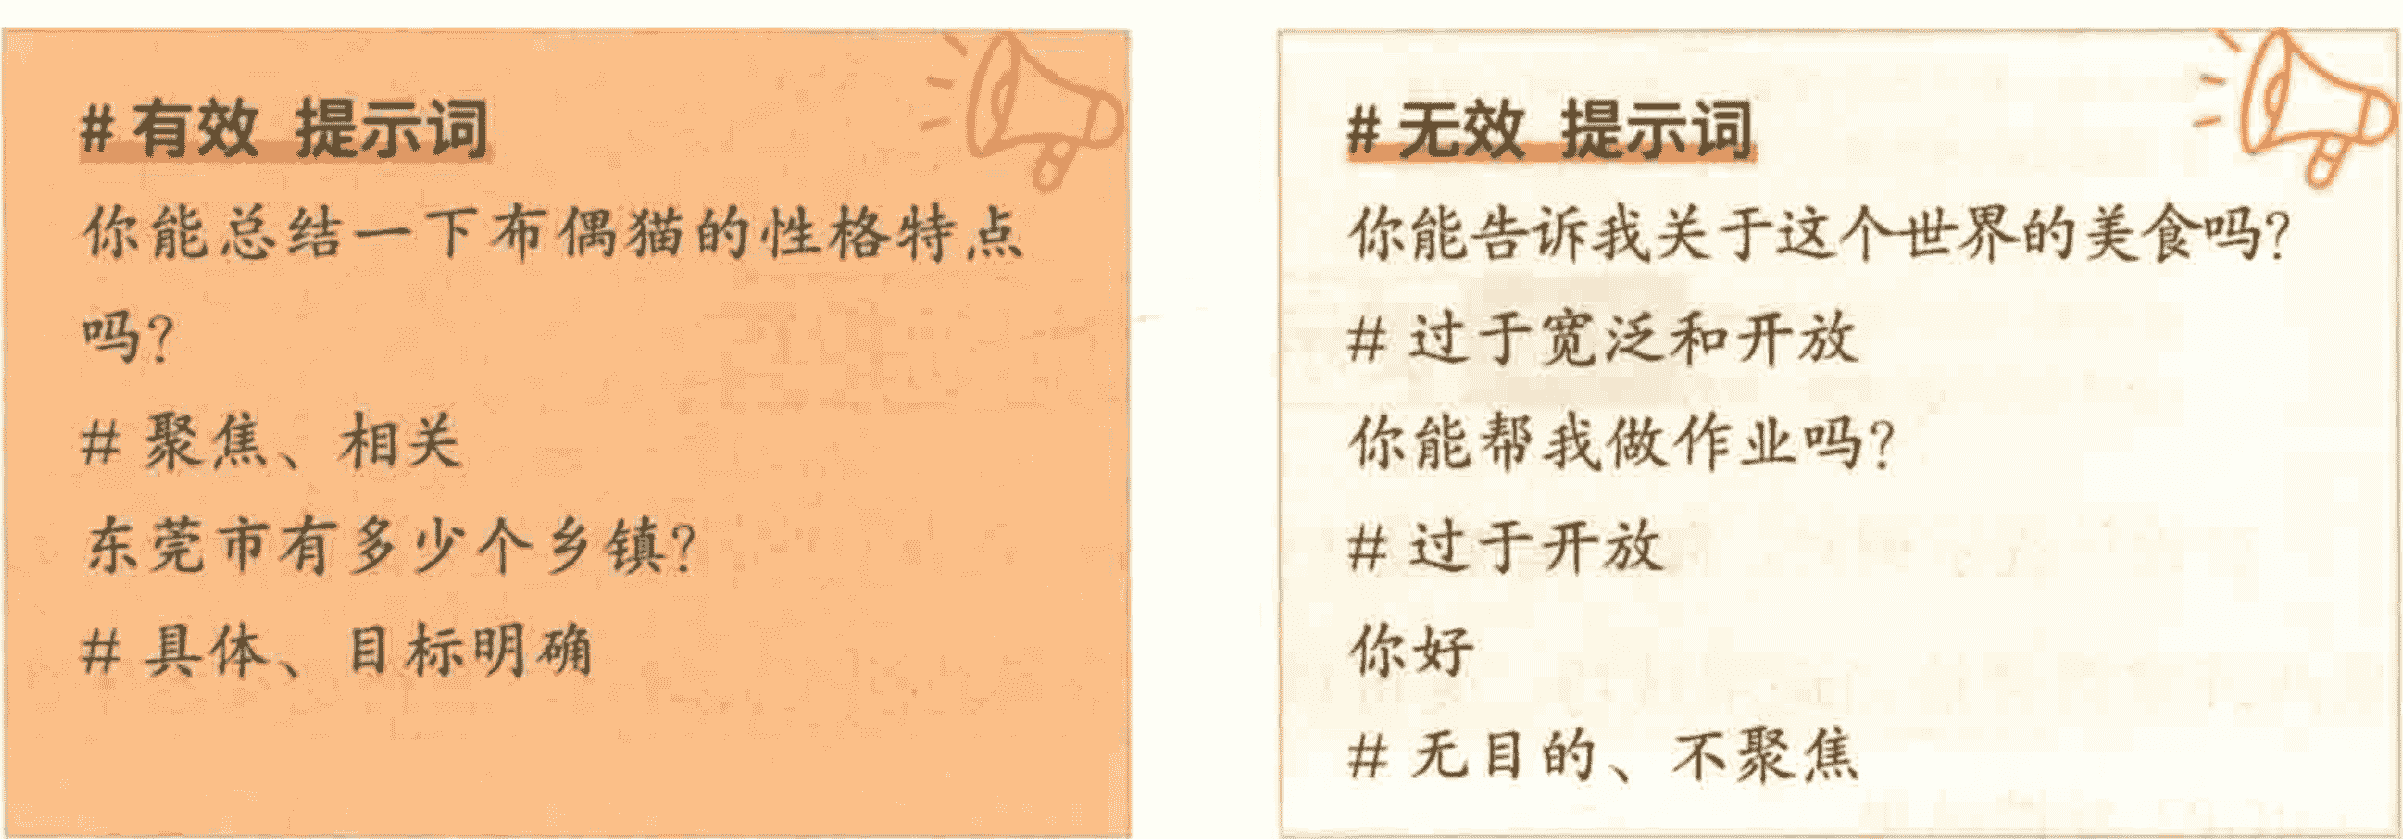 # 有效 提示词
你能总结一下布偶猫的性格特点
吗?
# 聚焦、相关
东莞市有多少个乡镇?
# 具体、目标明确
# 无效 提示词
你能告诉我关于这个世界的美食吗?
# 过于宽泛和开放
你能帮我做作业吗?
# 过于开放
你好
# 无目的、不聚焦